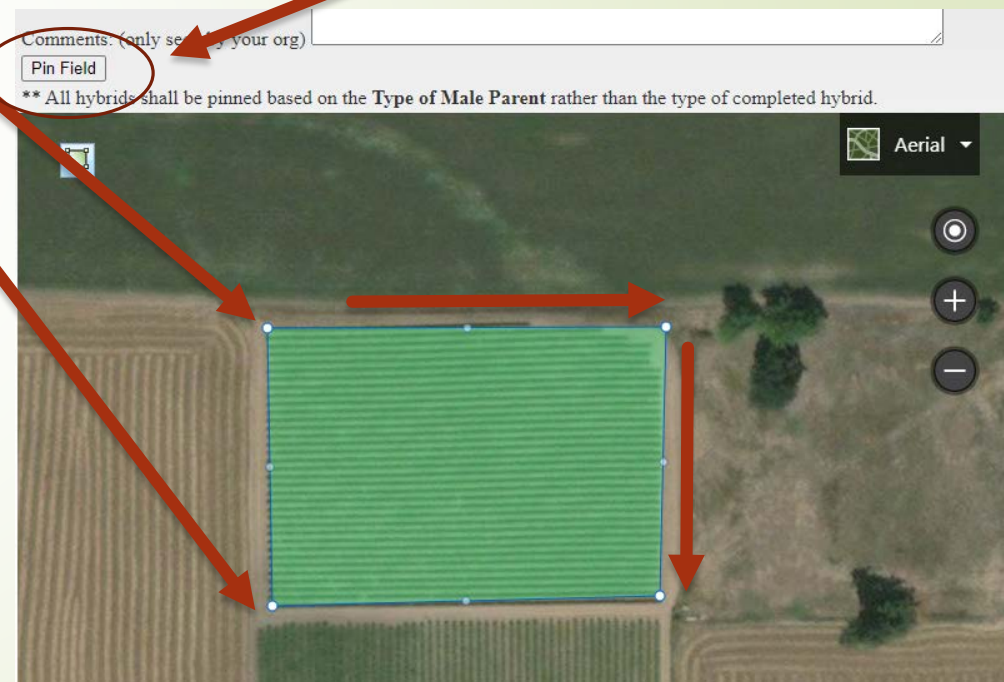 Comments: (only your org)
Pin Field
** All hybrids shall be pinned based on the Type of Male Parent rather than the type of completed hybrid.
Aerial